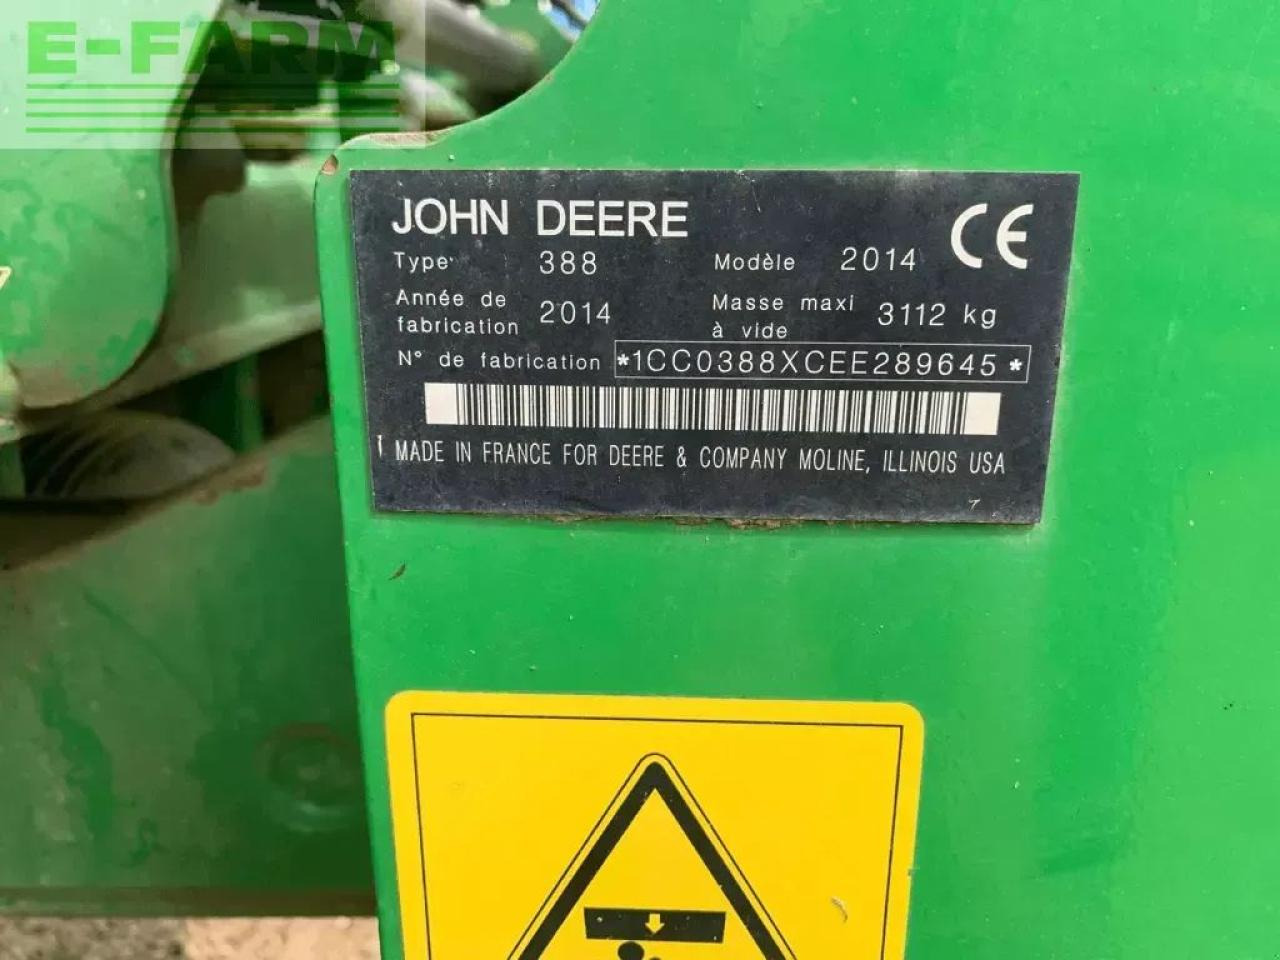 E-FARM
JOHN DEERE
Type 388 Modèle 2014 CE
Année de fabrication 2014 Masse maxi à vide 3112 kg
N° de fabrication *1CC0388XCEE289645*
MADE IN FRANCE FOR DEERE & COMPANY MOLINE, ILLINOIS USA